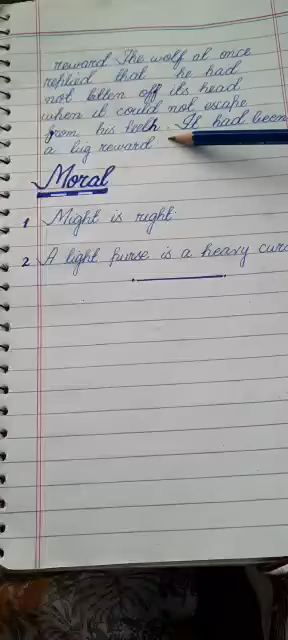 reward. The wolf at once
replied that he had
not bitten off its head
when it could not escape
from his teeth. It had been
a big reward.
Moral
1 Might is right.
2 A light purse is a heavy